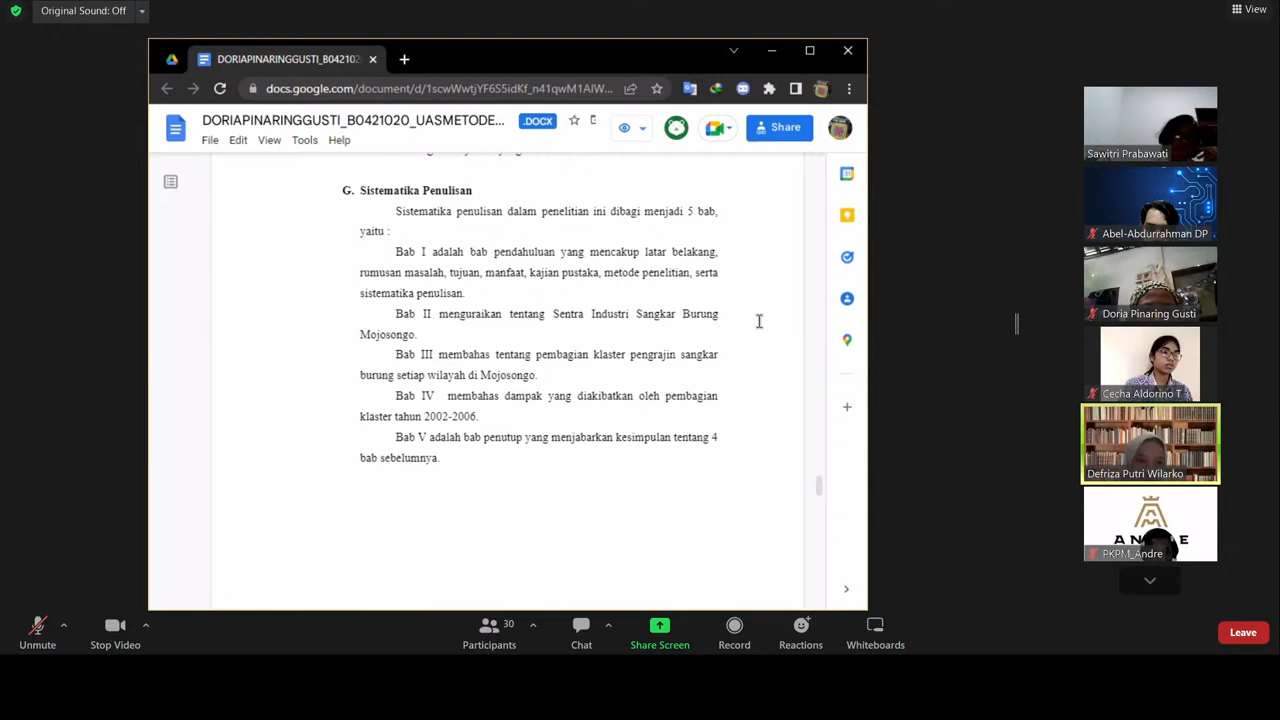 Original Sound: Off
View
DORIAPINARINGGUSTI_B0421020
docs.google.com/document/d/1scwWwtjYF6S5idKf_n41qwM1AIW...
DORIAPINARINGGUSTI_B0421020_UASMETODE...
.DOCX
Share
File Edit View Tools Help
G. Sistematika Penulisan
Sistematika penulisan dalam penelitian ini dibagi menjadi 5 bab,
yaitu :
Bab I adalah bab pendahuluan yang mencakup latar belakang,
rumusan masalah, tujuan, manfaat, kajian pustaka, metode penelitian, serta
sistematika penulisan.
Bab II menguraikan tentang Sentra Industri Sangkar Burung
Mojosongo.
Bab III membahas tentang pembagian klaster pengrajin sangkar
burung setiap wilayah di Mojosongo.
Bab IV membahas dampak yang diakibatkan oleh pembagian
klaster tahun 2002-2006.
Bab V adalah bab penutup yang menjabarkan kesimpulan tentang 4
bab sebelumnya.
Sawitri Prabawati
Abel-Abdurrahman DP
Doria Pinaring Gusti
Cecha Aldorino T
Defriza Putri Wilarko
PKPM_Andre
Unmute
Stop Video
Participants 30
Chat
Share Screen
Record
Reactions
Whiteboards
Leave